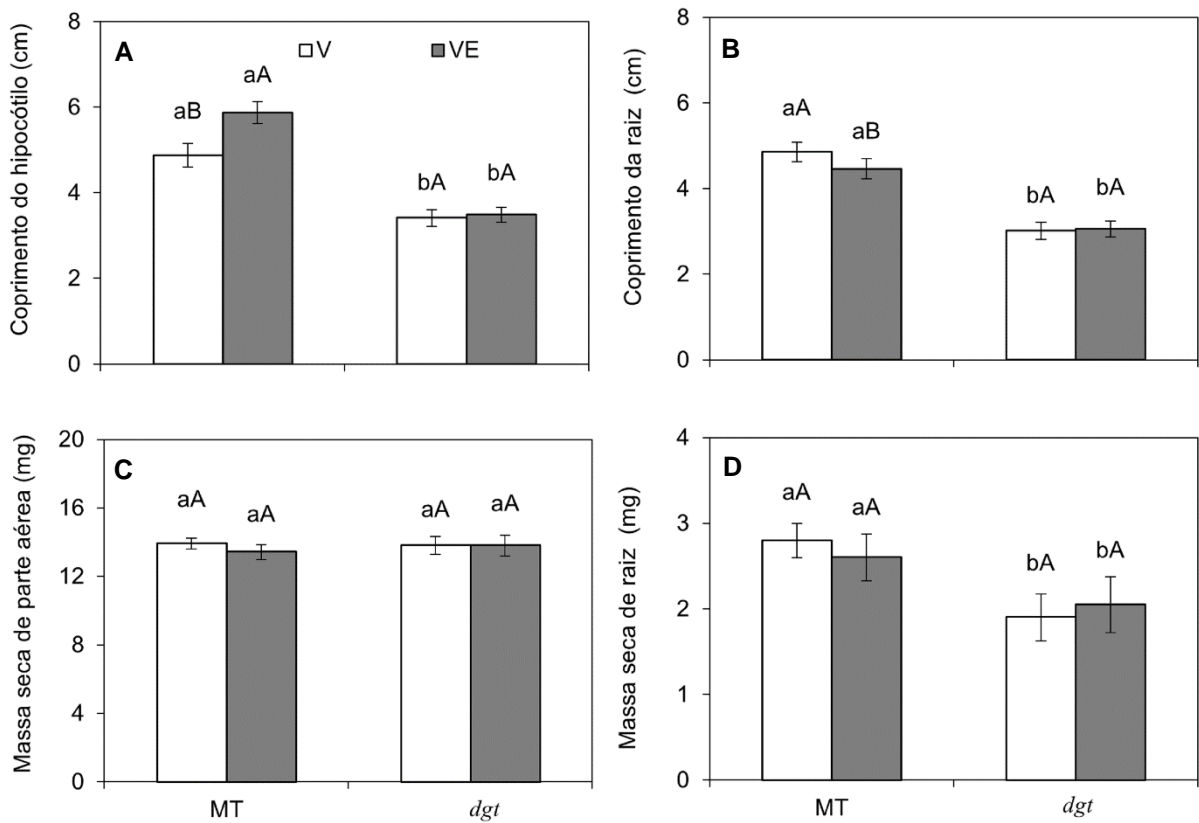 A
V
VE
Coprimento do hipocótilo (cm)
8
6
4
2
0
aB
aA
bA
bA
B
Coprimento da raiz (cm)
8
6
4
2
0
aA
aB
bA
bA
C
Massa seca de parte aérea (mg)
20
16
12
8
4
0
aA
aA
aA
aA
MT
dgt
D
Massa seca de raiz (mg)
4
3
2
1
0
aA
aA
bA
bA
MT
dgt